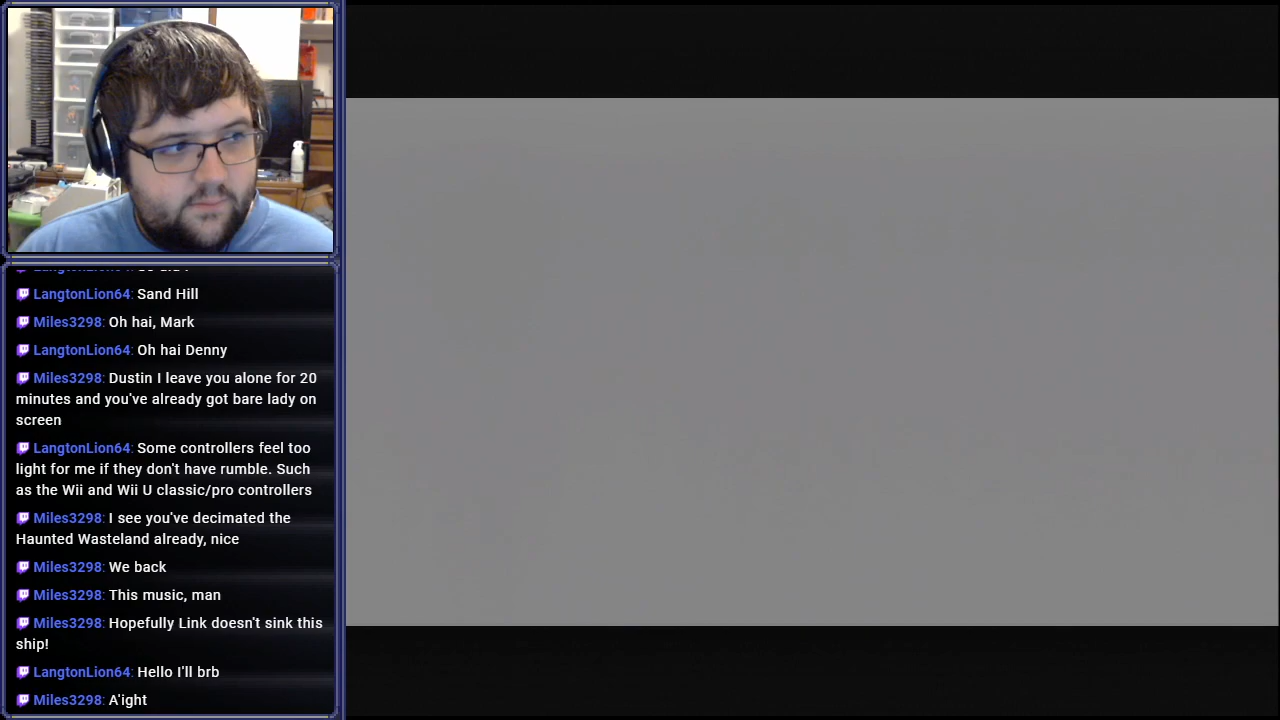 LangtonLion64: Sand Hill
Miles3298: Oh hai, Mark
LangtonLion64: Oh hai Denny
Miles3298: Dustin I leave you alone for 20
minutes and you've already got bare lady on
screen
LangtonLion64: Some controllers feel too
light for me if they don't have rumble. Such
as the Wii and Wii U classic/pro controllers
Miles3298: I see you've decimated the
Haunted Wasteland already, nice
Miles3298: We back
Miles3298: This music, man
Miles3298: Hopefully Link doesn't sink this
ship!
LangtonLion64: Hello I'll brb
Miles3298: A'ight